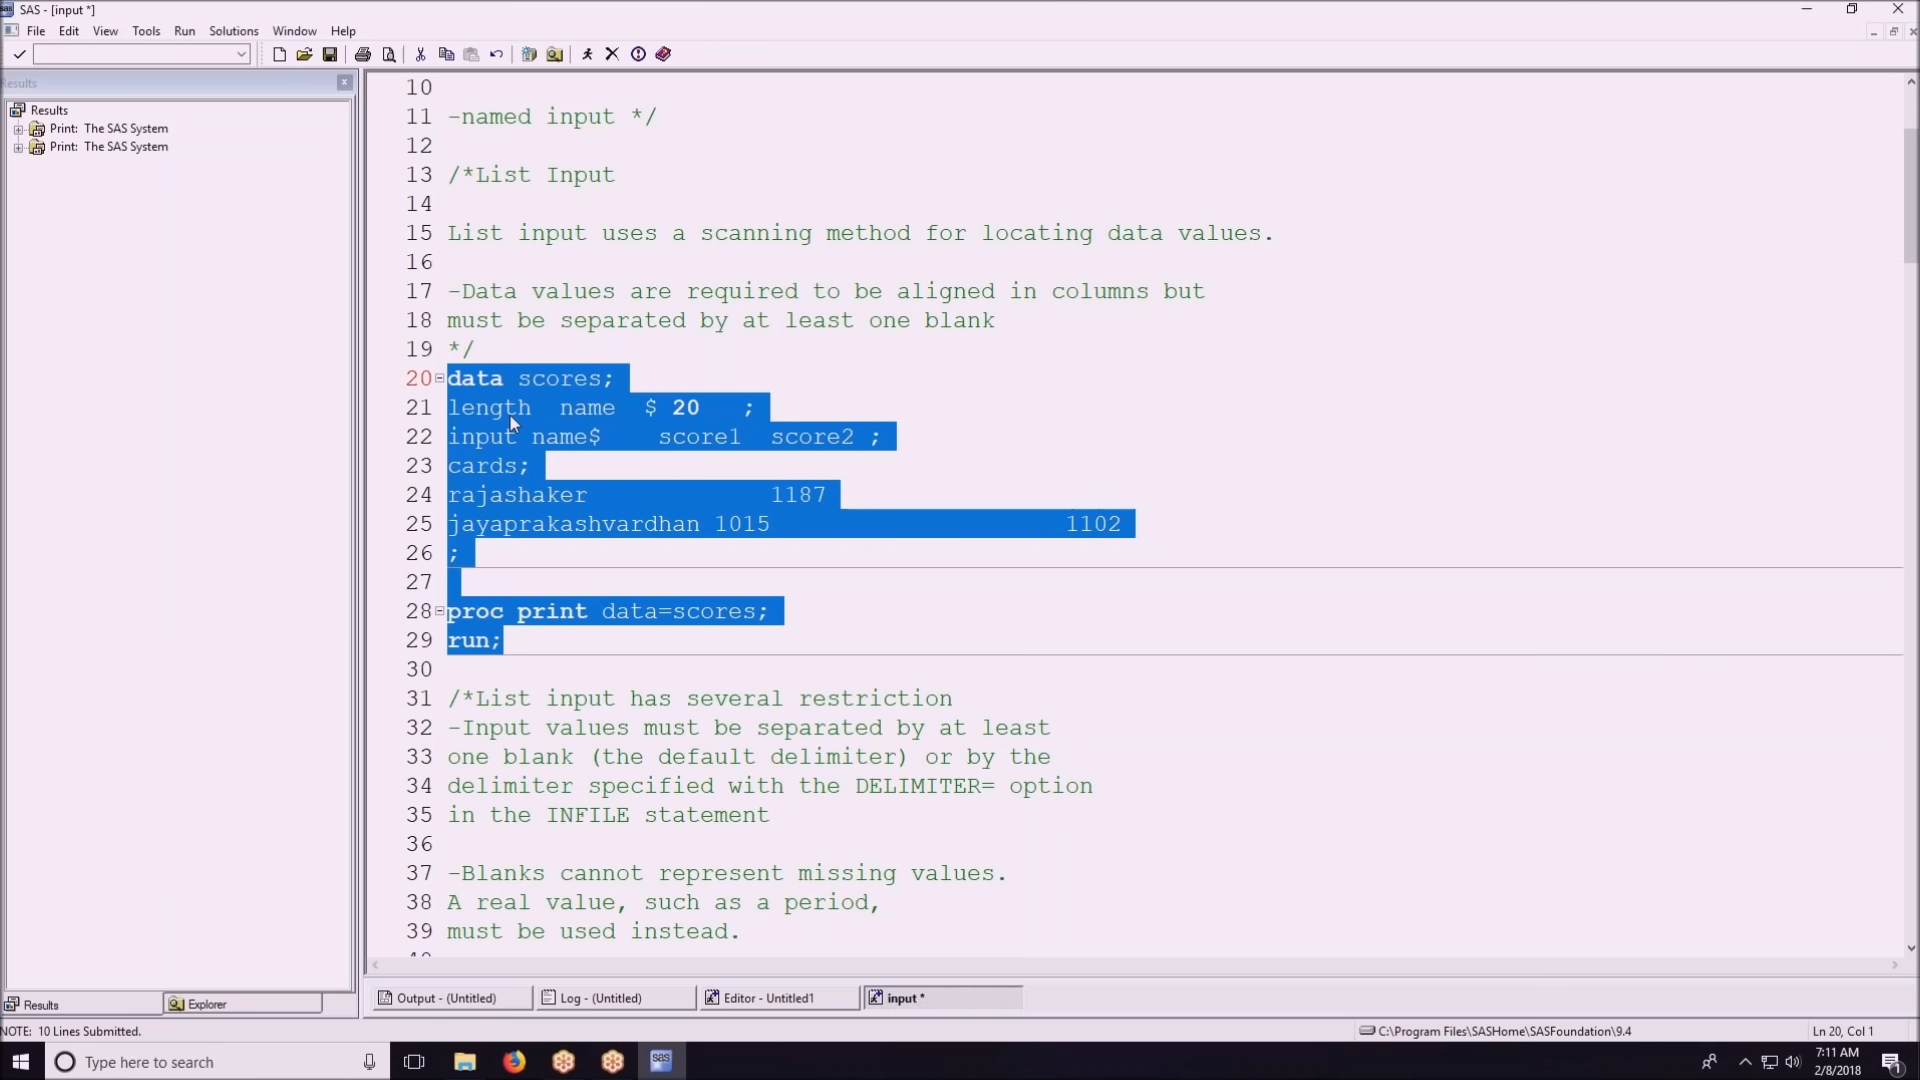 SAS - [input *]
File Edit View Tools Run Solutions Window Help
Results
Results
Print: The SAS System
Print: The SAS System
10
11 -named input */
12
13 /*List Input
14
15 List input uses a scanning method for locating data values.
16
17 -Data values are required to be aligned in columns but
18 must be separated by at least one blank
19 */
20 data scores;
21 length name $ 20 ;
22 input name$ score1 score2 ;
23 cards;
24 rajashaker 1187
25 jayaprakashvardhan 1015 1102
26 ;
27
28 proc print data=scores;
29 run;
30
31 /*List input has several restriction
32 -Input values must be separated by at least
33 one blank (the default delimiter) or by the
34 delimiter specified with the DELIMITER= option
35 in the INFILE statement
36
37 -Blanks cannot represent missing values.
38 A real value, such as a period,
39 must be used instead.
Results Explorer
Output - (Untitled) Log - (Untitled) Editor - Untitled1 input *
NOTE: 10 Lines Submitted. C:\Program Files\SASHome\SASFoundation\9.4 Ln 20, Col 1
Type here to search
sas
7:11 AM
2/8/2018
1